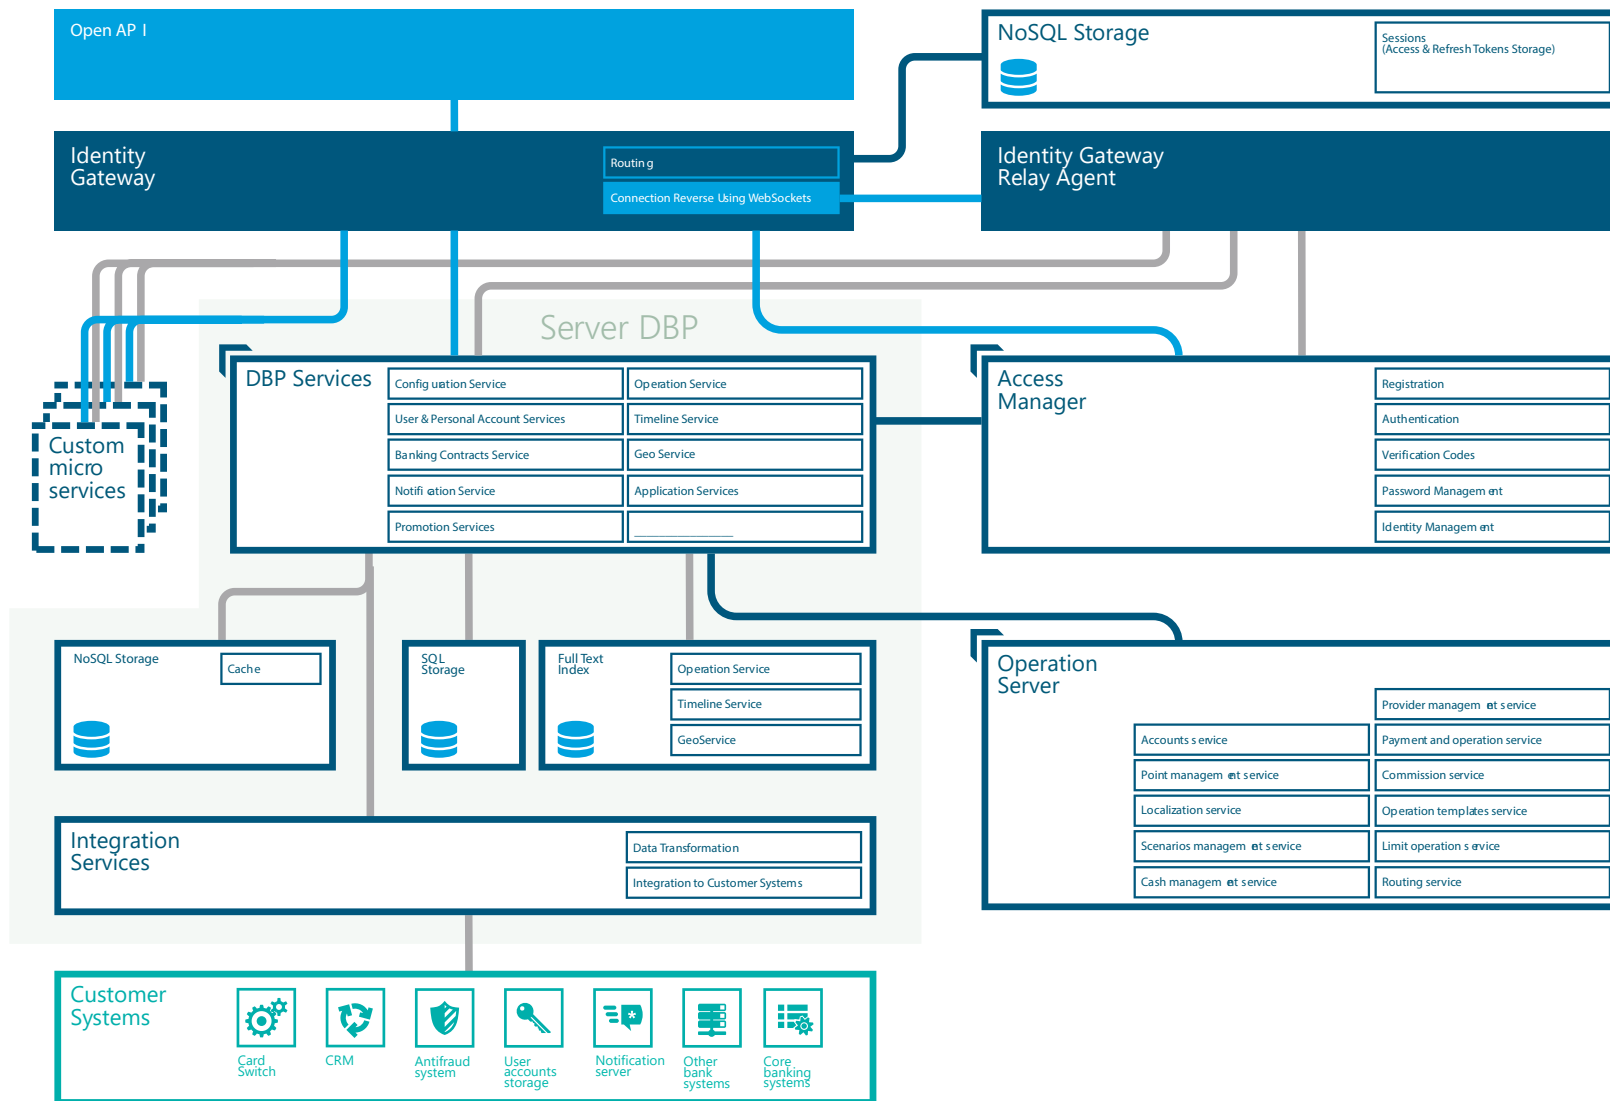 Open API
NoSQL Storage
Sessions
(Access & Refresh Tokens Storage)
Identity
Gateway
Routing
Connection Reverse Using WebSockets
Identity Gateway
Relay Agent
Server DBP
DBP Services
Configuration Service
User & Personal Account Services
Banking Contracts Service
Notification Service
Promotion Services
Operation Service
Timeline Service
Geo Service
Application Services
Access
Manager
Registration
Authentication
Verification Codes
Password Management
Identity Management
Custom
micro
services
NoSQL Storage
Cache
SQL
Storage
Full Text
Index
Operation Service
Timeline Service
GeoService
Operation
Server
Accounts service
Point management service
Localization service
Scenarios management service
Cash management service
Provider management service
Payment and operation service
Commission service
Operation templates service
Limit operation service
Routing service
Integration
Services
Data Transformation
Integration to Customer Systems
Customer
Systems
Card
Switch
CRM
Antifraud
system
User
accounts
storage
Notification
server
Other
bank
systems
Core
banking
systems